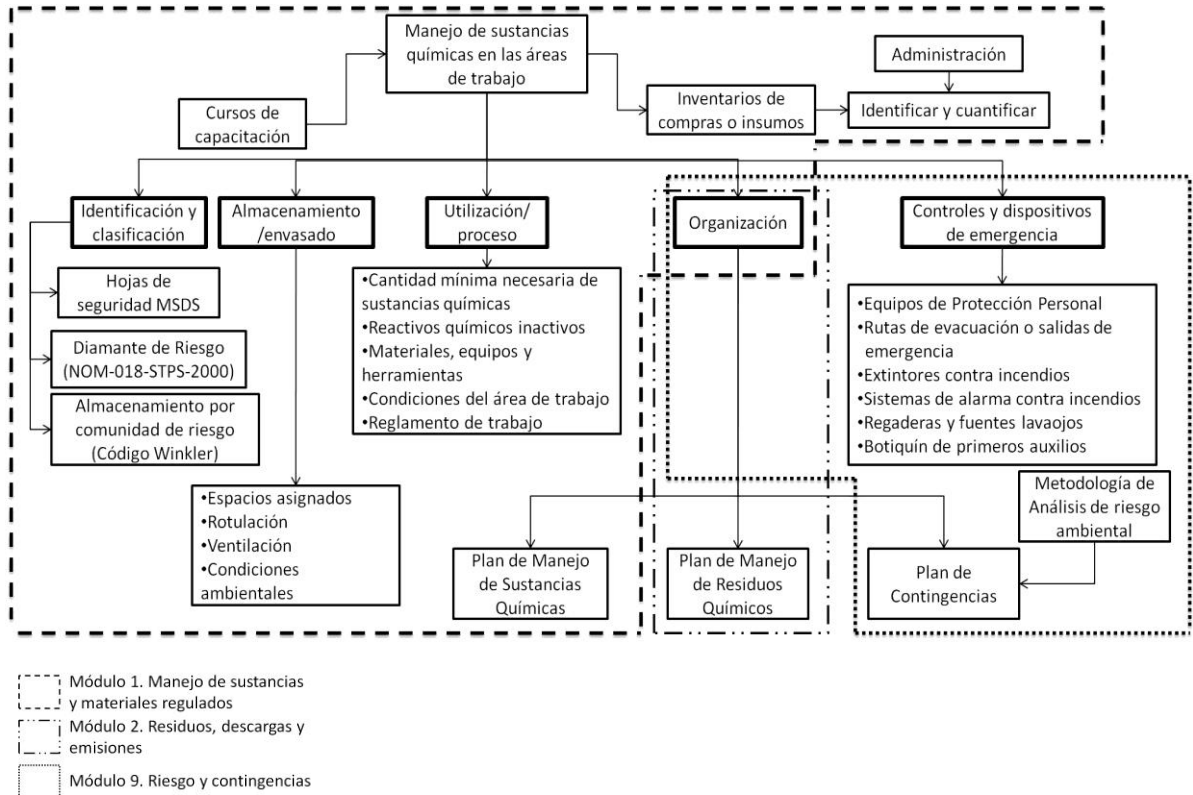 Manejo de sustancias
químicas en las áreas
de trabajo
Administración
Cursos de
capacitación
Inventarios de
compras o insumos
Identificar y cuantificar
Identificación y
clasificación
Almacenamiento
/envasado
Utilización/
proceso
Organización
Controles y dispositivos
de emergencia
Hojas de
seguridad MSDS
Diamante de Riesgo
(NOM-018-STPS-2000)
Almacenamiento por
comunidad de riesgo
(Código Winkler)
•Cantidad mínima necesaria de
sustancias químicas
•Reactivos químicos inactivos
•Materiales, equipos y
herramientas
•Condiciones del área de trabajo
•Reglamento de trabajo
•Equipos de Protección Personal
•Rutas de evacuación o salidas de
emergencia
•Extintores contra incendios
•Sistemas de alarma contra incendios
•Regaderas y fuentes lavaojos
•Botiquín de primeros auxilios
•Espacios asignados
•Rotulación
•Ventilación
•Condiciones
ambientales
Metodología de
Análisis de riesgo
ambiental
Plan de Manejo
de Sustancias
Químicas
Plan de Manejo
de Residuos
Químicos
Plan de
Contingencias
Módulo 1. Manejo de sustancias
y materiales regulados
Módulo 2. Residuos, descargas y
emisiones
Módulo 9. Riesgo y contingencias